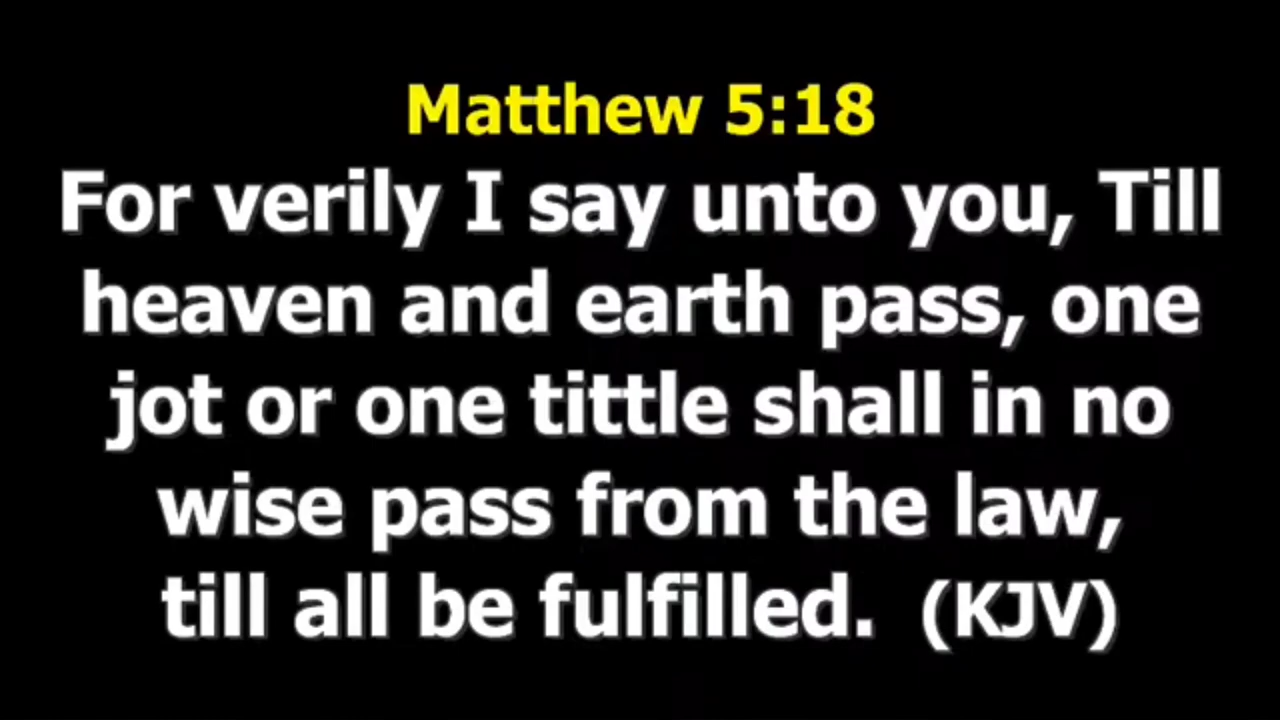 Matthew 5:18
For verily I say unto you, Till
heaven and earth pass, one
jot or one tittle shall in no
wise pass from the law,
till all be fulfilled.  (KJV)